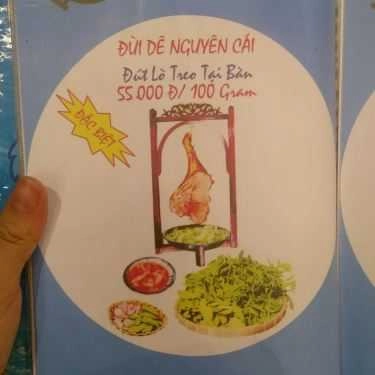 ĐÙI DÊ NGUYÊN CÁI
Đút Lò Treo Tại Bàn
55.000 Đ/ 100 Gram
ĐẶC BIỆT